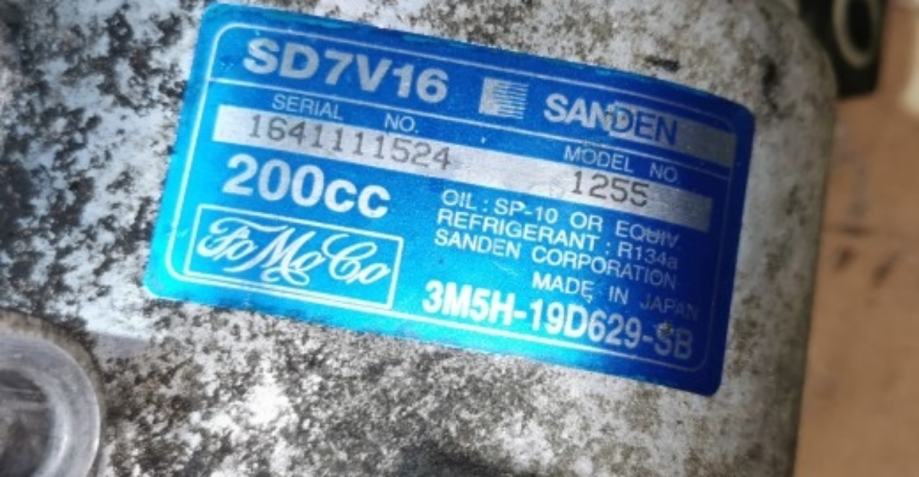 SD7V16 SANDEN
SERIAL NO. MODEL NO.
1641111524 1255
200cc
OIL : SP-10 OR EQUIV.
REFRIGERANT : R134a
SANDEN CORPORATION
MADE IN JAPAN
FoMoCo
3M5H-19D629-SB